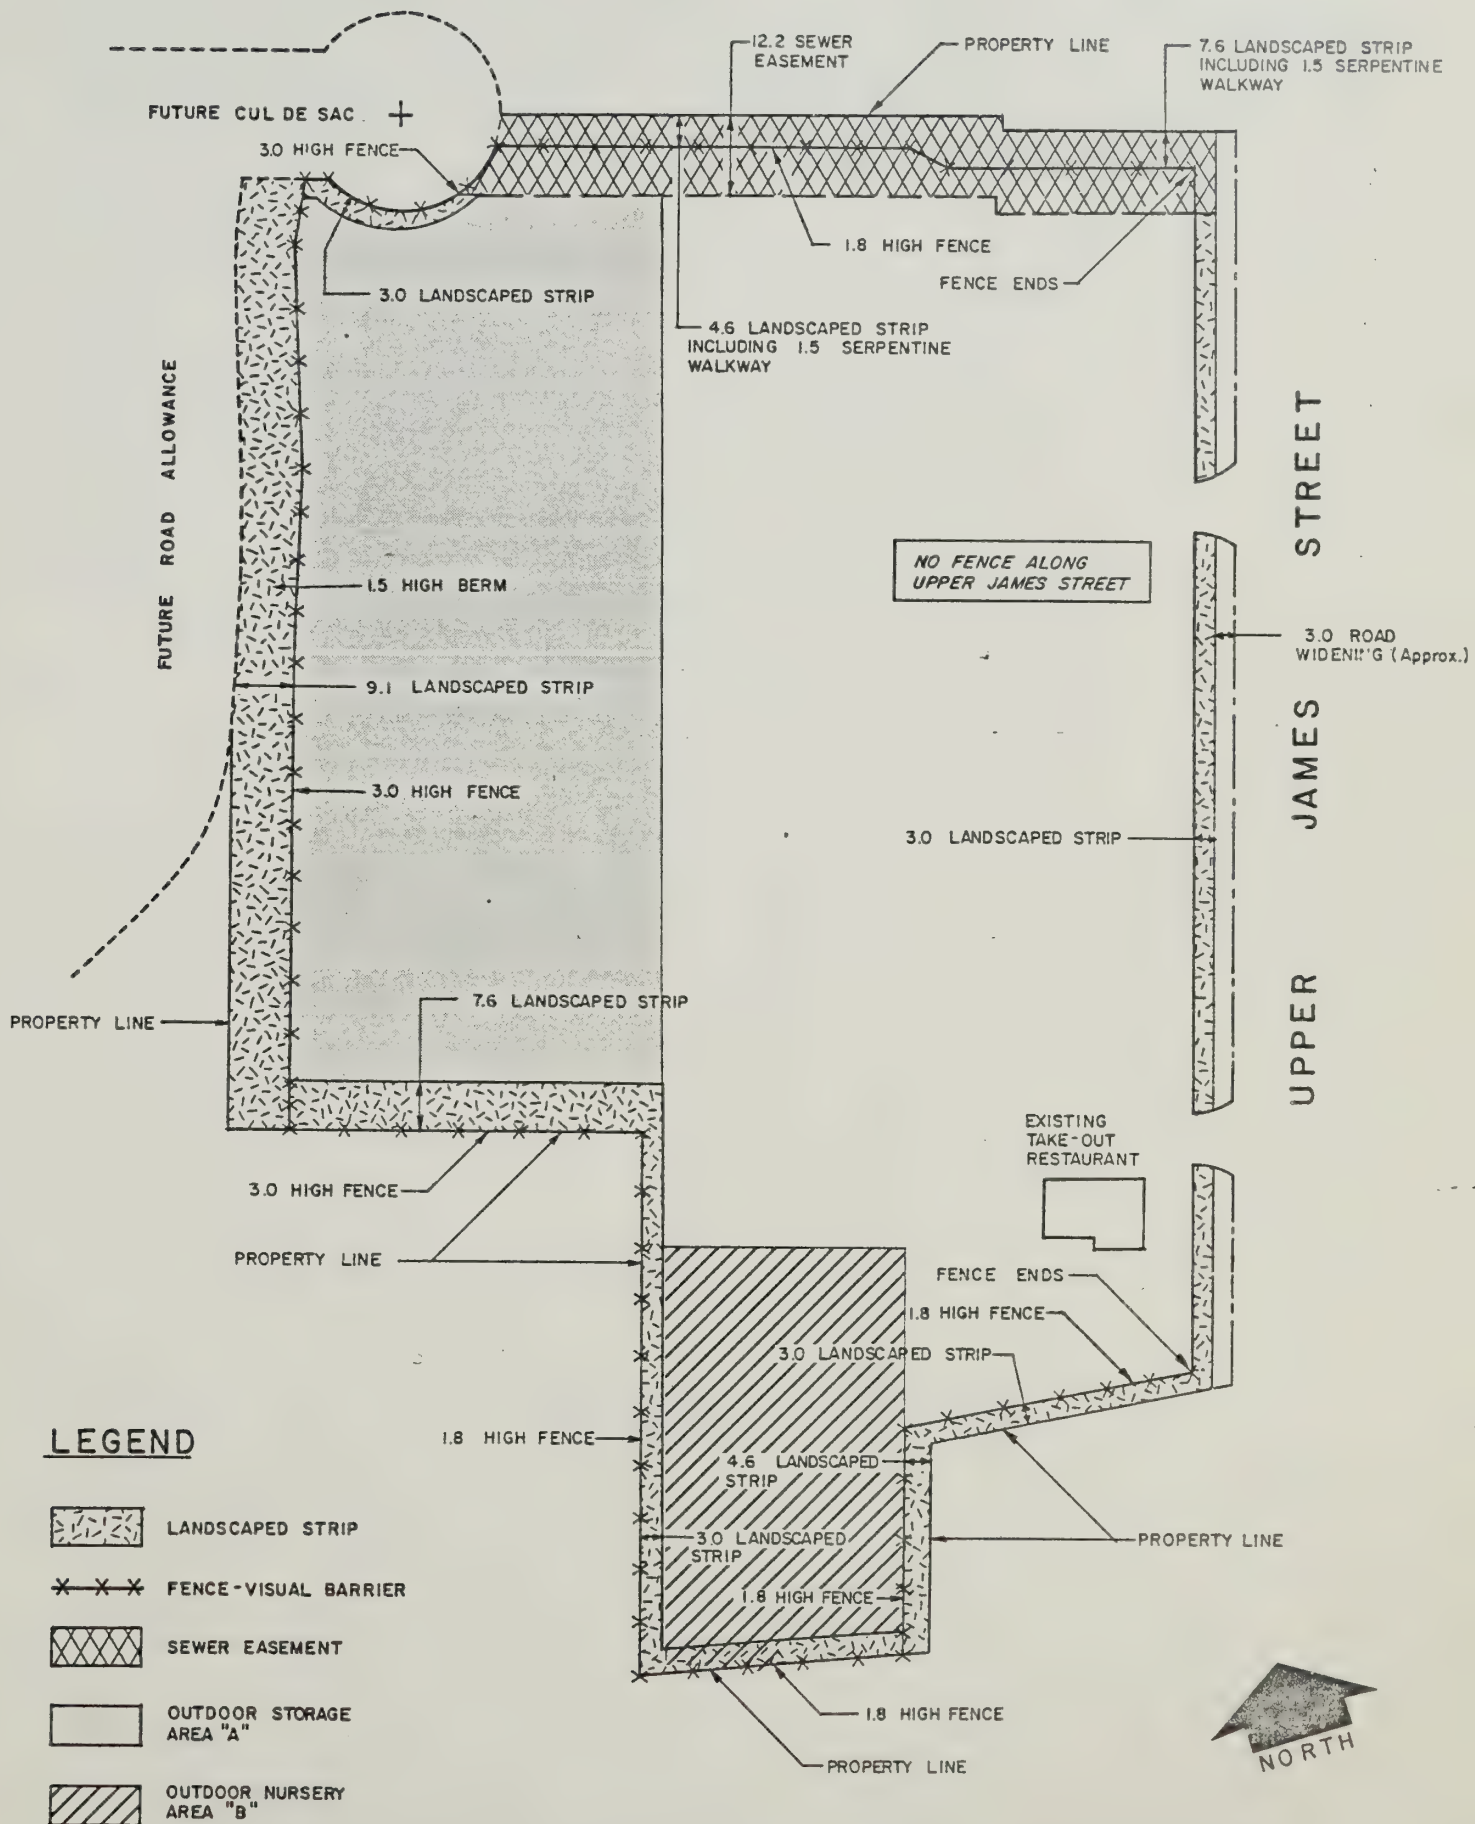 12.2 SEWER
EASEMENT
PROPERTY LINE
7.6 LANDSCAPED STRIP
INCLUDING 1.5 SERPENTINE
WALKWAY
FUTURE CUL DE SAC
3.0 HIGH FENCE
1.8 HIGH FENCE
FENCE ENDS
3.0 LANDSCAPED STRIP
4.6 LANDSCAPED STRIP
INCLUDING 1.5 SERPENTINE
WALKWAY
FUTURE ROAD ALLOWANCE
UPPER JAMES STREET
NO FENCE ALONG
UPPER JAMES STREET
1.5 HIGH BERM
3.0 ROAD
WIDENING (Approx.)
9.1 LANDSCAPED STRIP
3.0 HIGH FENCE
3.0 LANDSCAPED STRIP
7.6 LANDSCAPED STRIP
PROPERTY LINE
EXISTING
TAKE-OUT
RESTAURANT
3.0 HIGH FENCE
PROPERTY LINE
FENCE ENDS
1.8 HIGH FENCE
3.0 LANDSCAPED STRIP
1.8 HIGH FENCE
4.6 LANDSCAPED
STRIP
3.0 LANDSCAPED
STRIP
PROPERTY LINE
1.8 HIGH FENCE
1.8 HIGH FENCE
PROPERTY LINE
LEGEND
LANDSCAPED STRIP
FENCE-VISUAL BARRIER
SEWER EASEMENT
OUTDOOR STORAGE
AREA "A"
OUTDOOR NURSERY
AREA "B"
NORTH